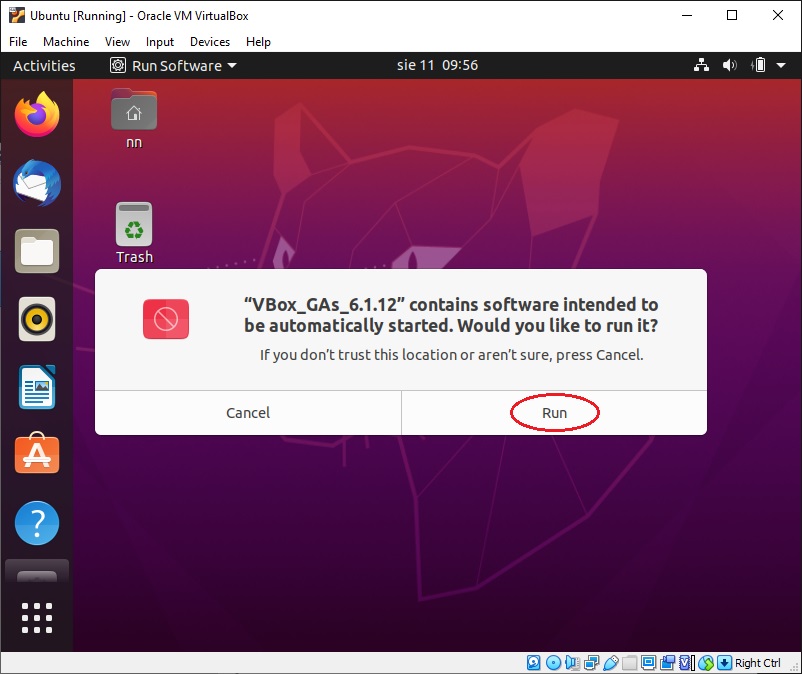 Ubuntu [Running] - Oracle VM VirtualBox
File Machine View Input Devices Help
Activities Run Software sie 11 09:56
nn
Trash
“VBox_GAs_6.1.12” contains software intended to
be automatically started. Would you like to run it?
If you don’t trust this location or aren’t sure, press Cancel.
Cancel Run
?
Right Ctrl